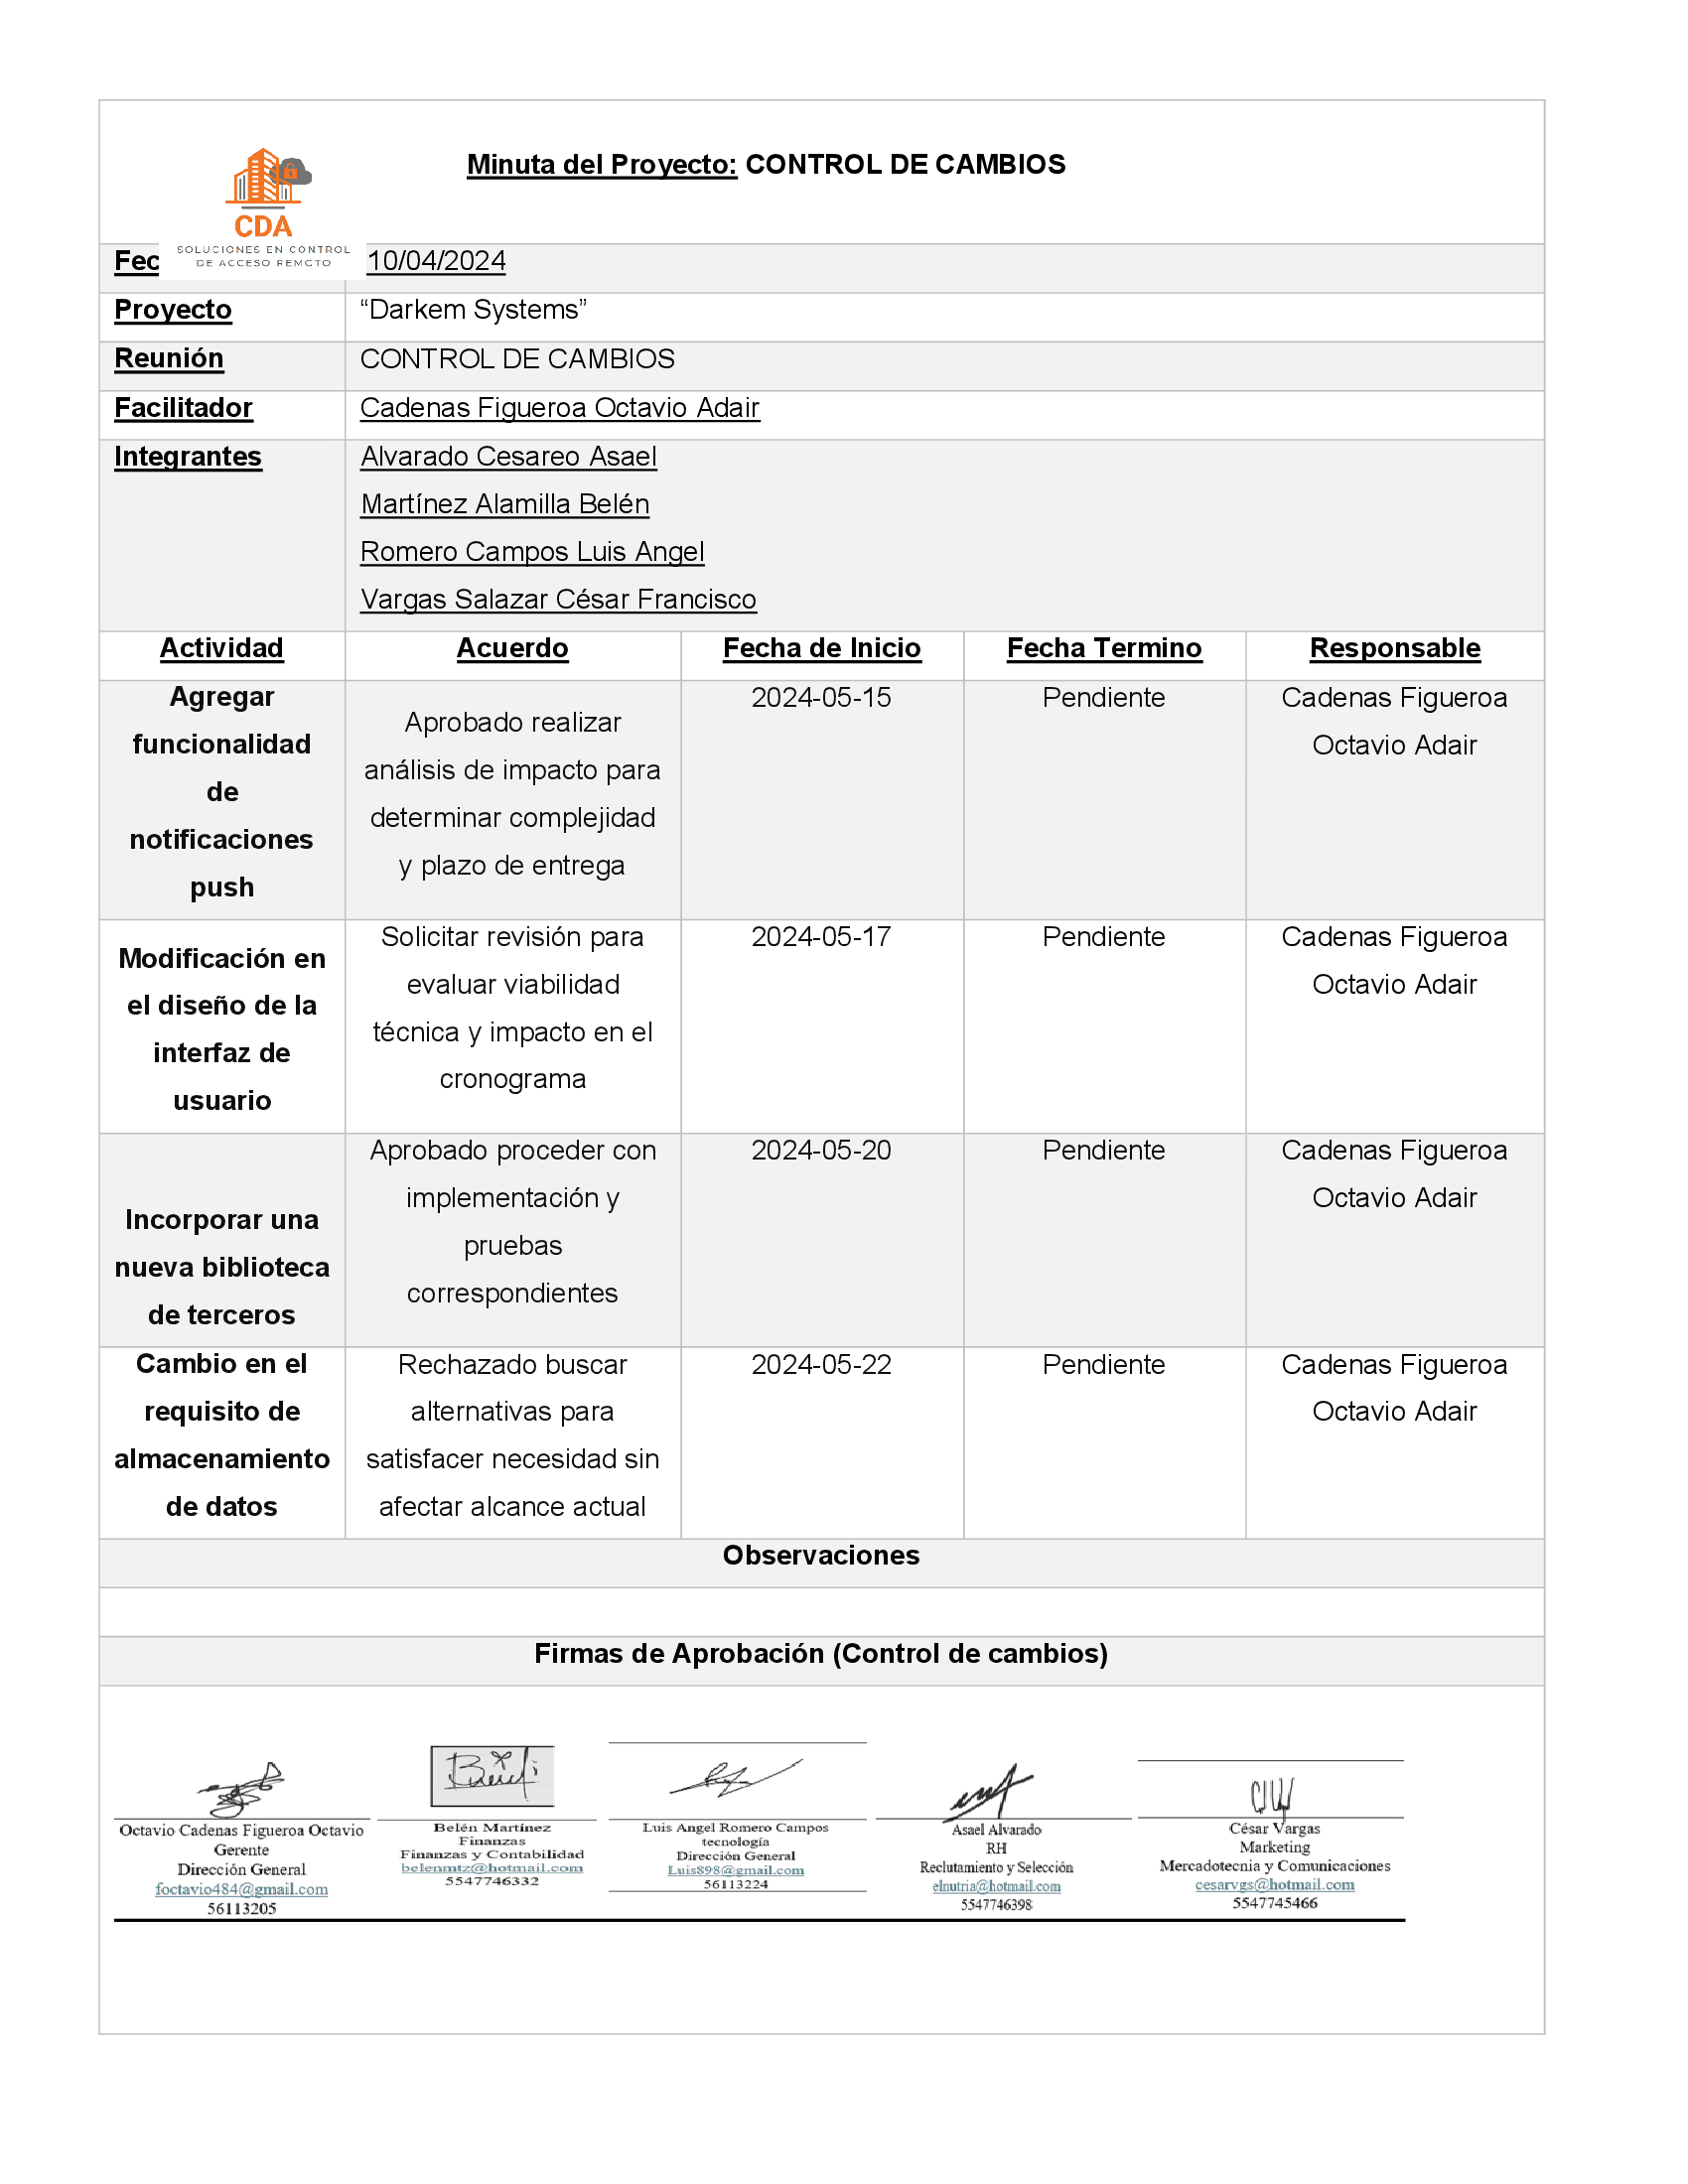 Minuta del Proyecto: CONTROL DE CAMBIOS
CDA
SOLUCIONES EN CONTROL
DE ACCESO REMOTO
Fec 10/04/2024
Proyecto “Darkem Systems”
Reunión CONTROL DE CAMBIOS
Facilitador Cadenas Figueroa Octavio Adair
Integrantes Alvarado Cesareo Asael
Martínez Alamilla Belén
Romero Campos Luis Angel
Vargas Salazar César Francisco
Actividad Acuerdo Fecha de Inicio Fecha Termino Responsable
Agregar
funcionalidad
de
notificaciones
push
Aprobado realizar
análisis de impacto para
determinar complejidad
y plazo de entrega
2024-05-15
Pendiente
Cadenas Figueroa
Octavio Adair
Modificación en
el diseño de la
interfaz de
usuario
Solicitar revisión para
evaluar viabilidad
técnica y impacto en el
cronograma
2024-05-17
Pendiente
Cadenas Figueroa
Octavio Adair
Incorporar una
nueva biblioteca
de terceros
Aprobado proceder con
implementación y
pruebas
correspondientes
2024-05-20
Pendiente
Cadenas Figueroa
Octavio Adair
Cambio en el
requisito de
almacenamiento
de datos
Rechazado buscar
alternativas para
satisfacer necesidad sin
afectar alcance actual
2024-05-22
Pendiente
Cadenas Figueroa
Octavio Adair
Observaciones
Firmas de Aprobación (Control de cambios)
Octavio Cadenas Figueroa Octavio
Gerente
Dirección General
foctavio484@gmail.com
56113205
Belén Martínez
Finanzas
Finanzas y Contabilidad
belenmtz@hotmail.com
5547746332
Luis Angel Romero Campos
tecnología
Dirección General
Luis898@gmail.com
56113224
Asael Alvarado
RH
Reclutamiento y Selección
elnutria@hotmail.com
5547746398
César Vargas
Marketing
Mercadotecnia y Comunicaciones
cesarvgs@hotmail.com
5547745466